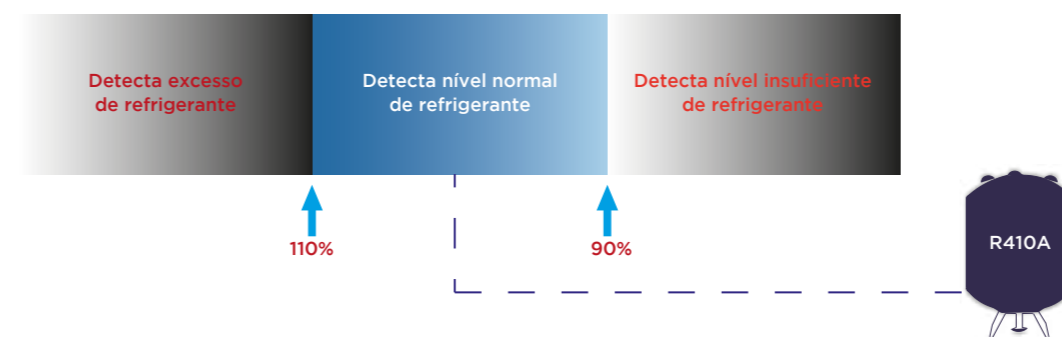 Detecta excesso
de refrigerante
Detecta nível normal
de refrigerante
Detecta nível insuficiente
de refrigerante
110%
90%
R410A